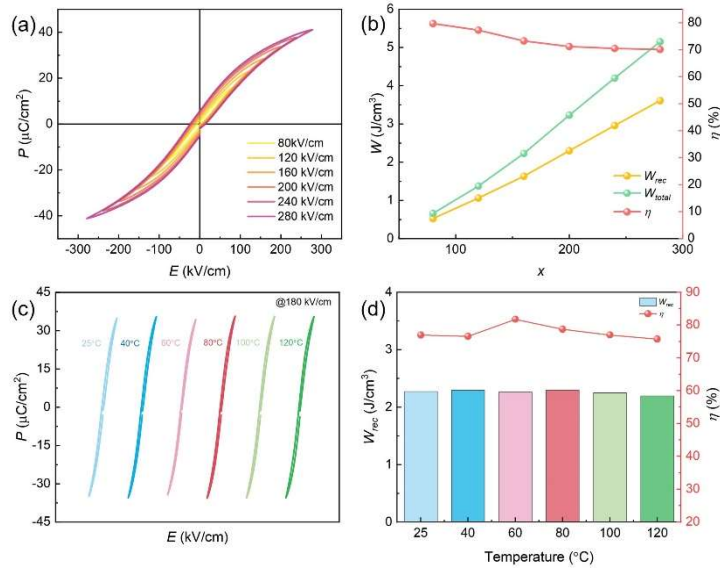 (a)
P (μC/cm²)
40
20
0
-20
-40
80kV/cm
120 kV/cm
160 kV/cm
200 kV/cm
240 kV/cm
280 kV/cm
-300 -200 -100 0 100 200 300
E (kV/cm)
(b)
W (J/cm³)
6
5
4
3
2
1
0
W_rec
W_total
η
80
70
60
50
40
30
20
10
0
η (%)
100 200 300
x
(c)
@180 kV/cm
P (μC/cm²)
45
30
15
0
-15
-30
-45
25°C 40°C 60°C 80°C 100°C 120°C
E (kV/cm)
(d)
W_rec
η
W_rec (J/cm³)
4
3
2
1
0
90
80
70
60
50
40
30
20
η (%)
25 40 60 80 100 120
Temperature (°C)